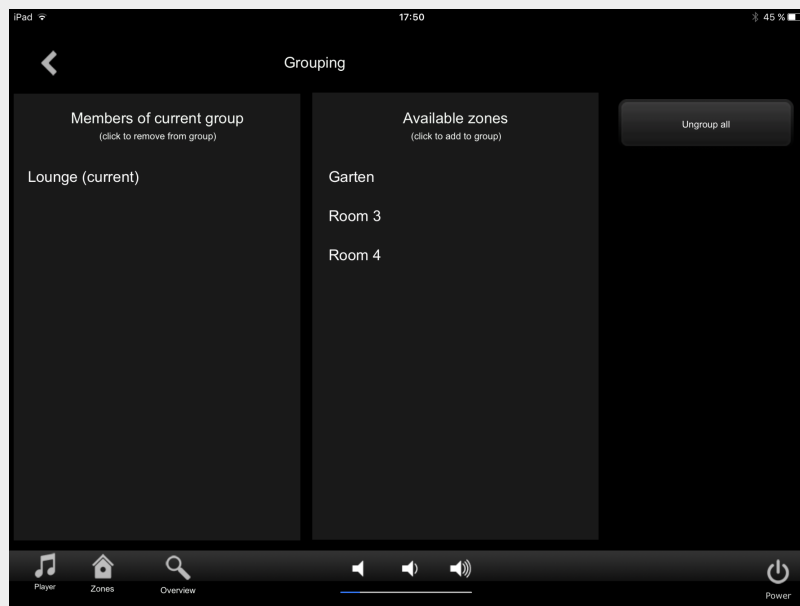 iPad 17:50 45 %
Grouping
Members of current group
(click to remove from group)
Lounge (current)
Available zones
(click to add to group)
Garten
Room 3
Room 4
Ungroup all
Player Zones Overview Power